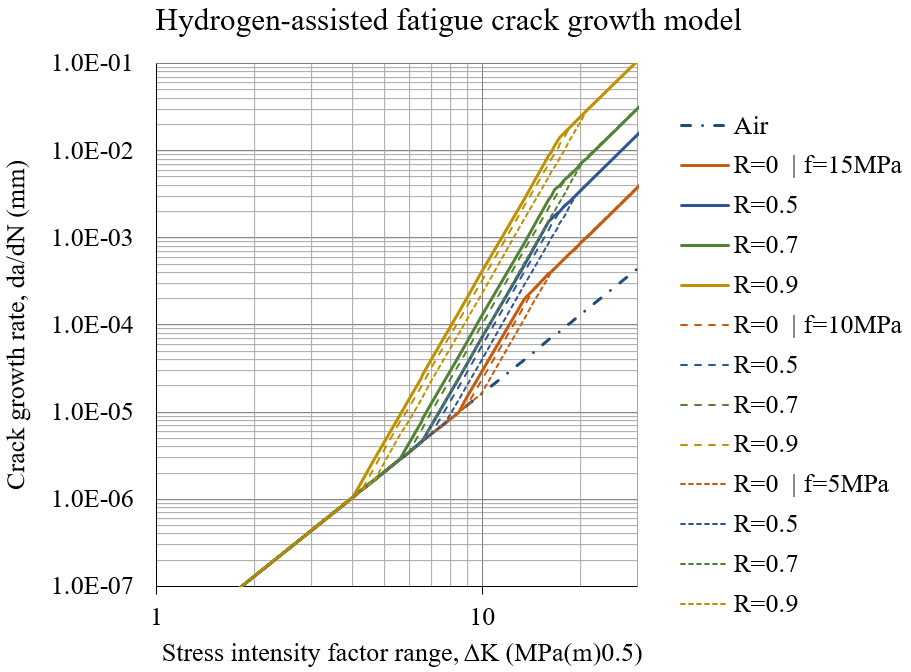 Hydrogen-assisted fatigue crack growth model
1.0E-01
1.0E-02
1.0E-03
1.0E-04
1.0E-05
1.0E-06
1.0E-07
Crack growth rate, da/dN (mm)
1
10
Stress intensity factor range, ΔK (MPa(m)0.5)
Air
R=0 | f=15MPa
R=0.5
R=0.7
R=0.9
R=0 | f=10MPa
R=0.5
R=0.7
R=0.9
R=0 | f=5MPa
R=0.5
R=0.7
R=0.9